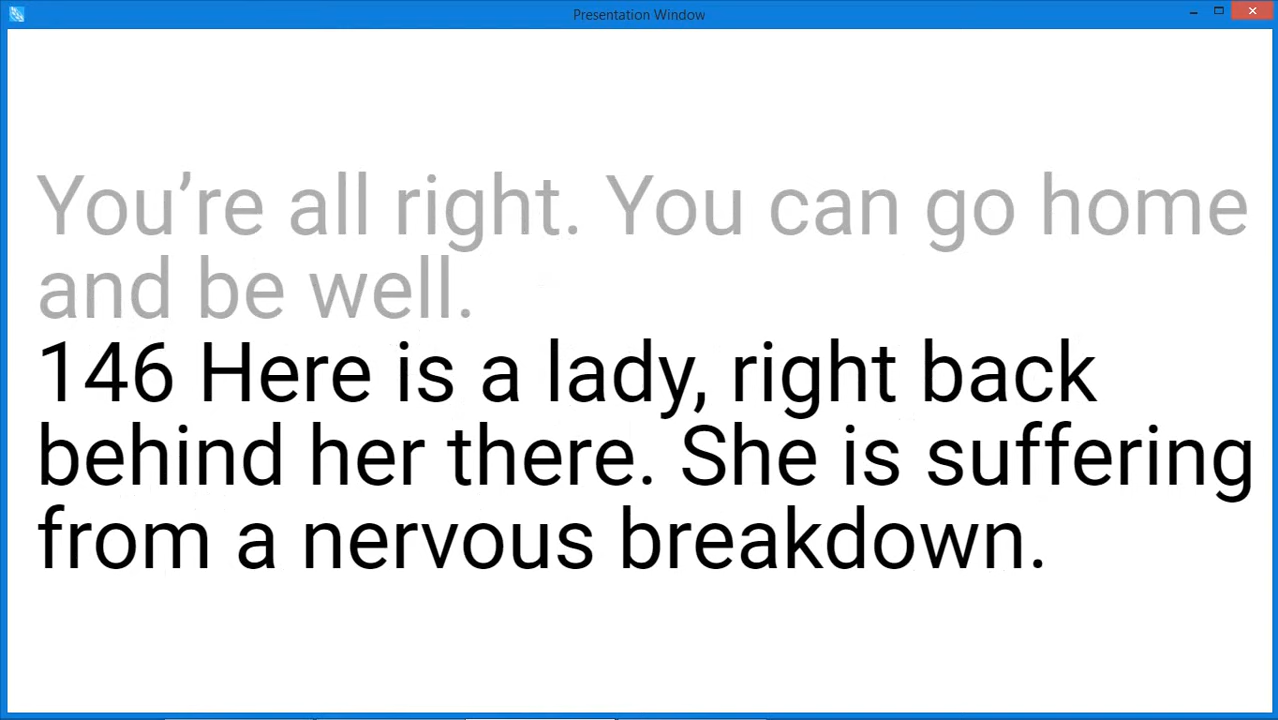 Presentation Window
You’re all right. You can go home
and be well.
146 Here is a lady, right back
behind her there. She is suffering
from a nervous breakdown.